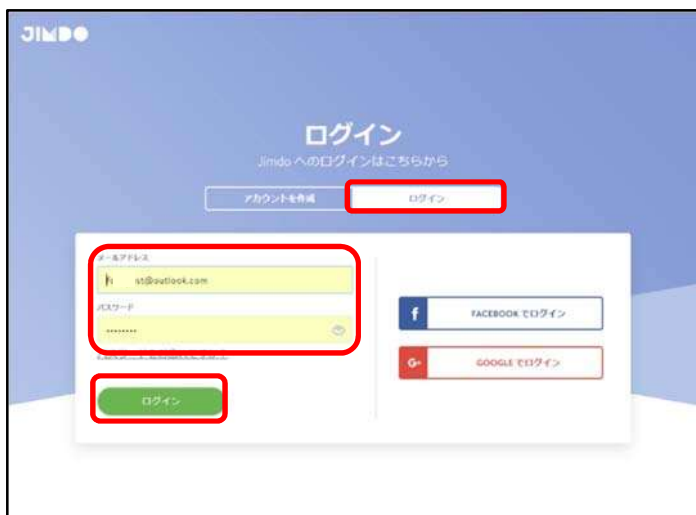 JIMDO
ログイン
Jimdo へのログインはこちらから
アカウントを作成
ログイン
メールアドレス
st@outlook.com
パスワード
••••••••
ログイン
f
FACEBOOK でログイン
G+
GOOGLE でログイン